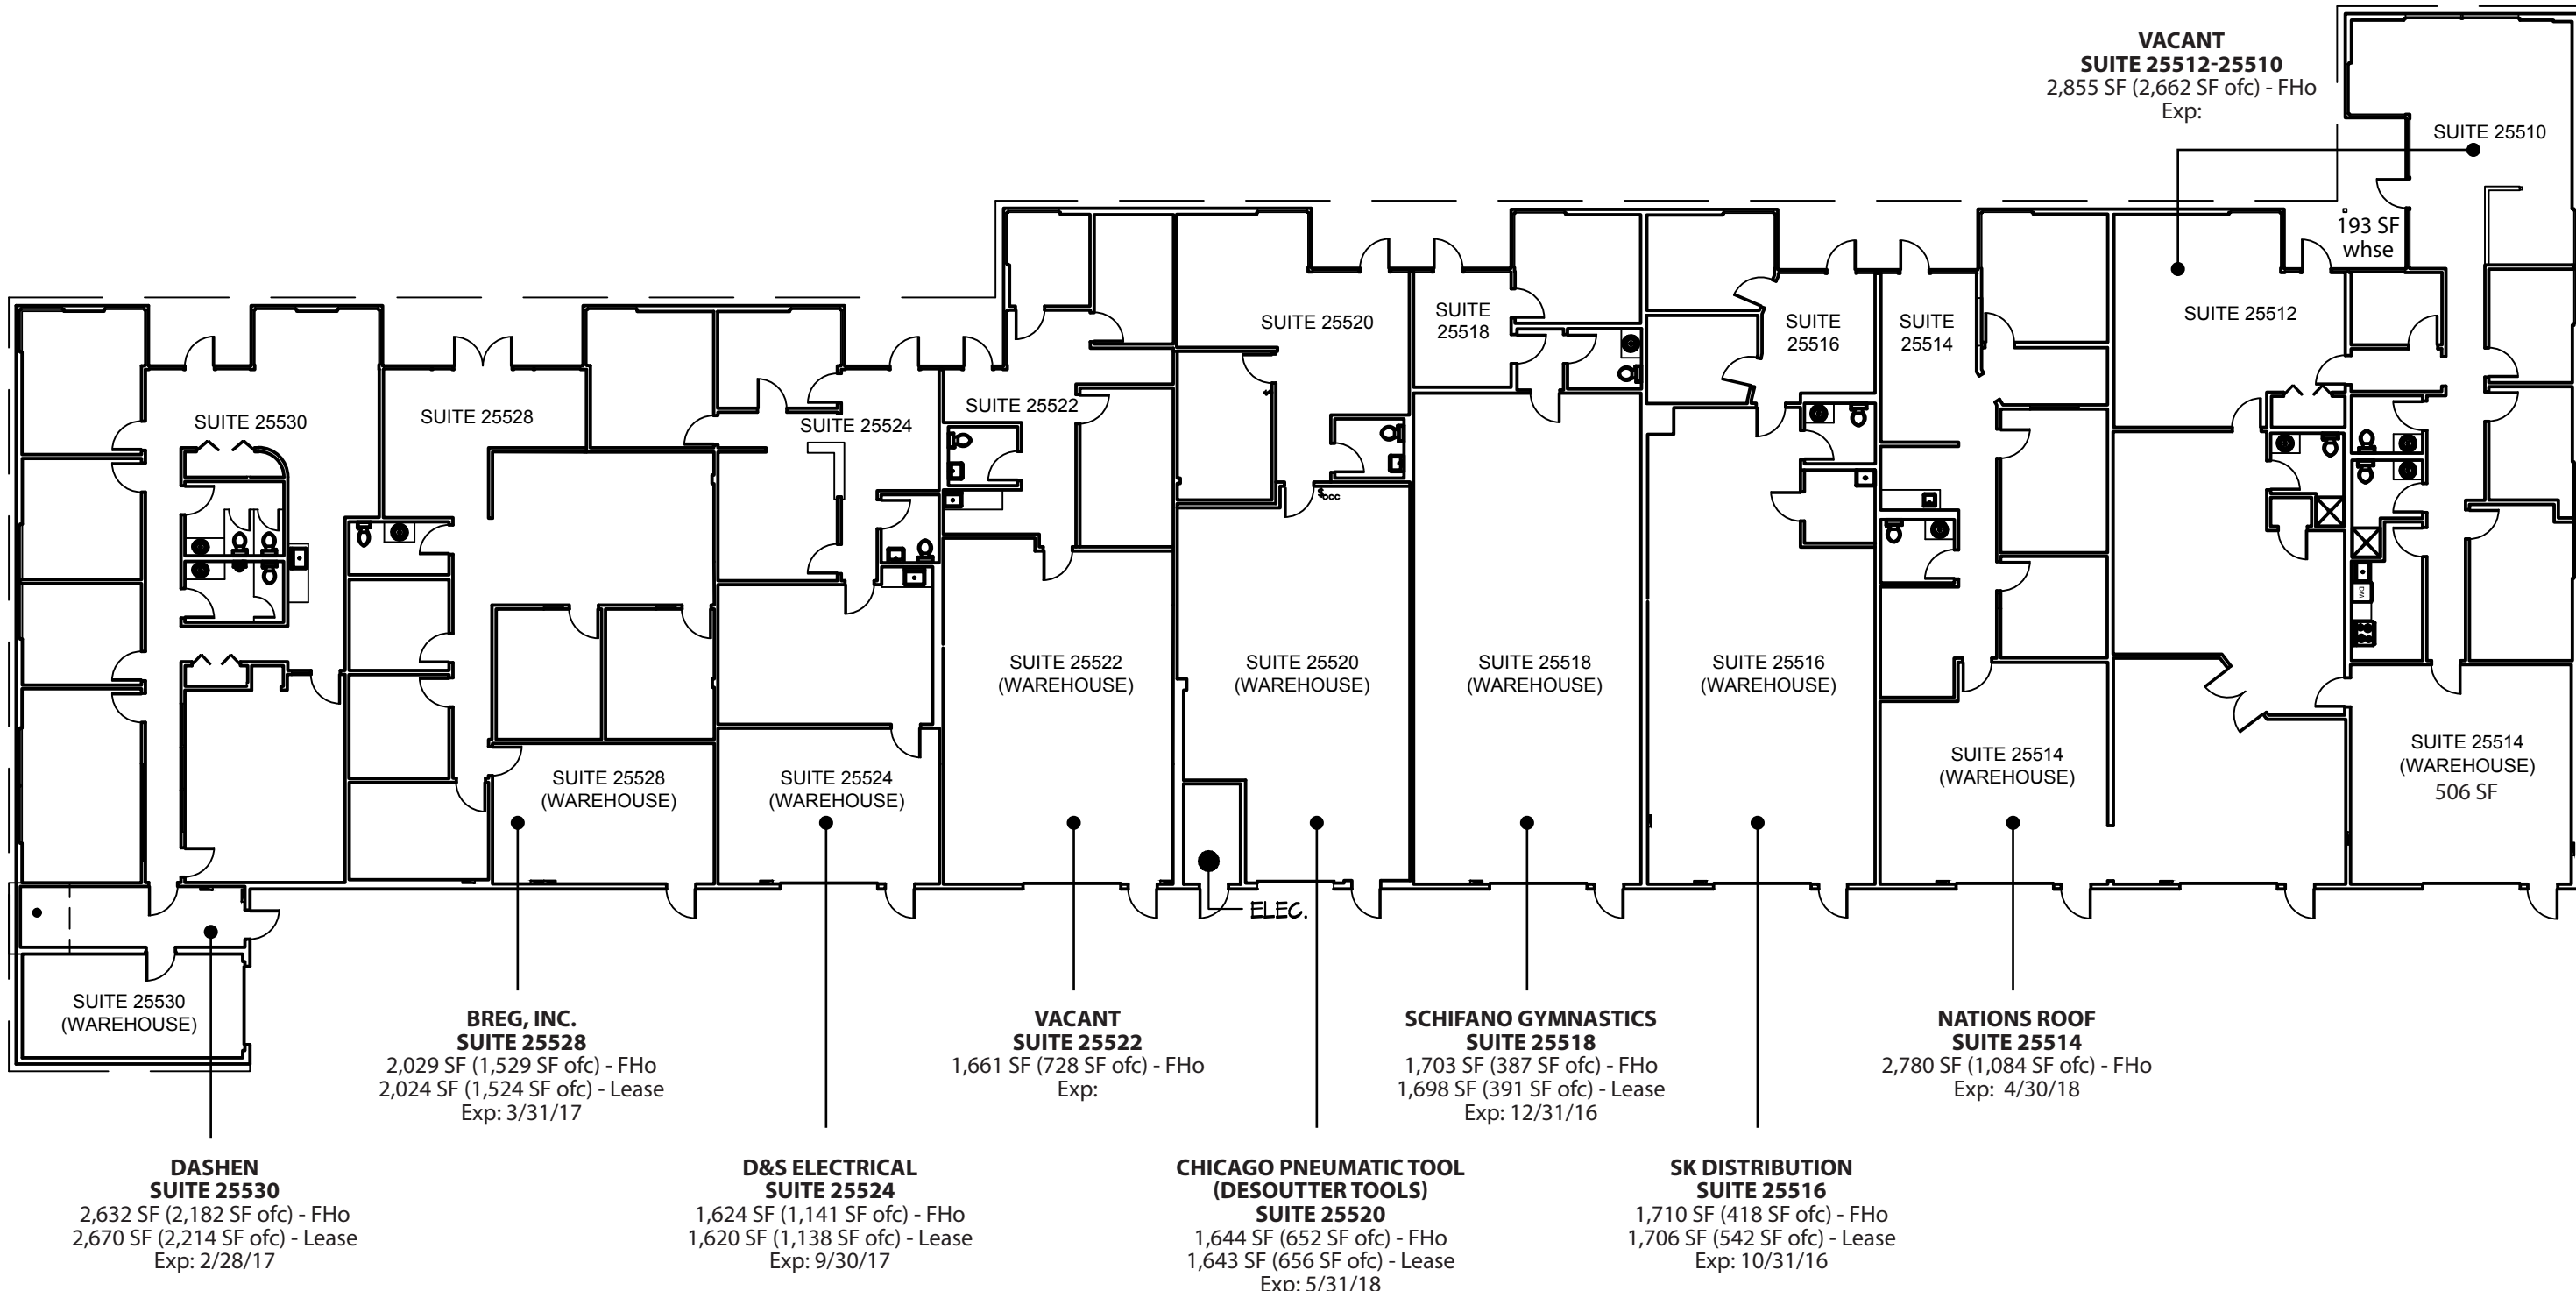 VACANT
SUITE 25512-25510
2,855 SF (2,662 SF ofc) - FHo
Exp:
SUITE 25510
193 SF
whse
SUITE 25530
SUITE 25528
SUITE 25524
SUITE 25522
SUITE 25520
SUITE
25518
SUITE
25516
SUITE
25514
SUITE 25512
OCC
DW
SUITE 25522
(WAREHOUSE)
SUITE 25520
(WAREHOUSE)
SUITE 25518
(WAREHOUSE)
SUITE 25516
(WAREHOUSE)
SUITE 25528
(WAREHOUSE)
SUITE 25524
(WAREHOUSE)
SUITE 25514
(WAREHOUSE)
SUITE 25514
(WAREHOUSE)
506 SF
ELEC.
SUITE 25530
(WAREHOUSE)
BREG, INC.
SUITE 25528
2,029 SF (1,529 SF ofc) - FHo
2,024 SF (1,524 SF ofc) - Lease
Exp: 3/31/17
VACANT
SUITE 25522
1,661 SF (728 SF ofc) - FHo
Exp:
SCHIFANO GYMNASTICS
SUITE 25518
1,703 SF (387 SF ofc) - FHo
1,698 SF (391 SF ofc) - Lease
Exp: 12/31/16
NATIONS ROOF
SUITE 25514
2,780 SF (1,084 SF ofc) - FHo
Exp: 4/30/18
DASHEN
SUITE 25530
2,632 SF (2,182 SF ofc) - FHo
2,670 SF (2,214 SF ofc) - Lease
Exp: 2/28/17
D&S ELECTRICAL
SUITE 25524
1,624 SF (1,141 SF ofc) - FHo
1,620 SF (1,138 SF ofc) - Lease
Exp: 9/30/17
CHICAGO PNEUMATIC TOOL
(DESOUTTER TOOLS)
SUITE 25520
1,644 SF (652 SF ofc) - FHo
1,643 SF (656 SF ofc) - Lease
Exp: 5/31/18
SK DISTRIBUTION
SUITE 25516
1,710 SF (418 SF ofc) - FHo
1,706 SF (542 SF ofc) - Lease
Exp: 10/31/16